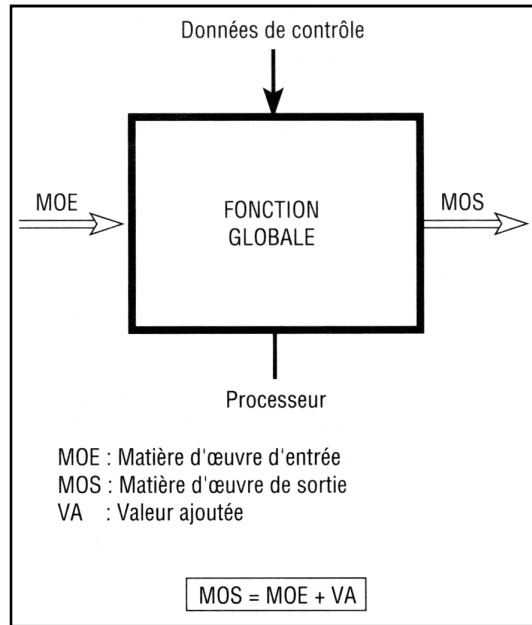 Données de contrôle
MOE
FONCTION
GLOBALE
MOS
Processeur
MOE : Matière d'œuvre d'entrée
MOS : Matière d'œuvre de sortie
VA : Valeur ajoutée
MOS = MOE + VA